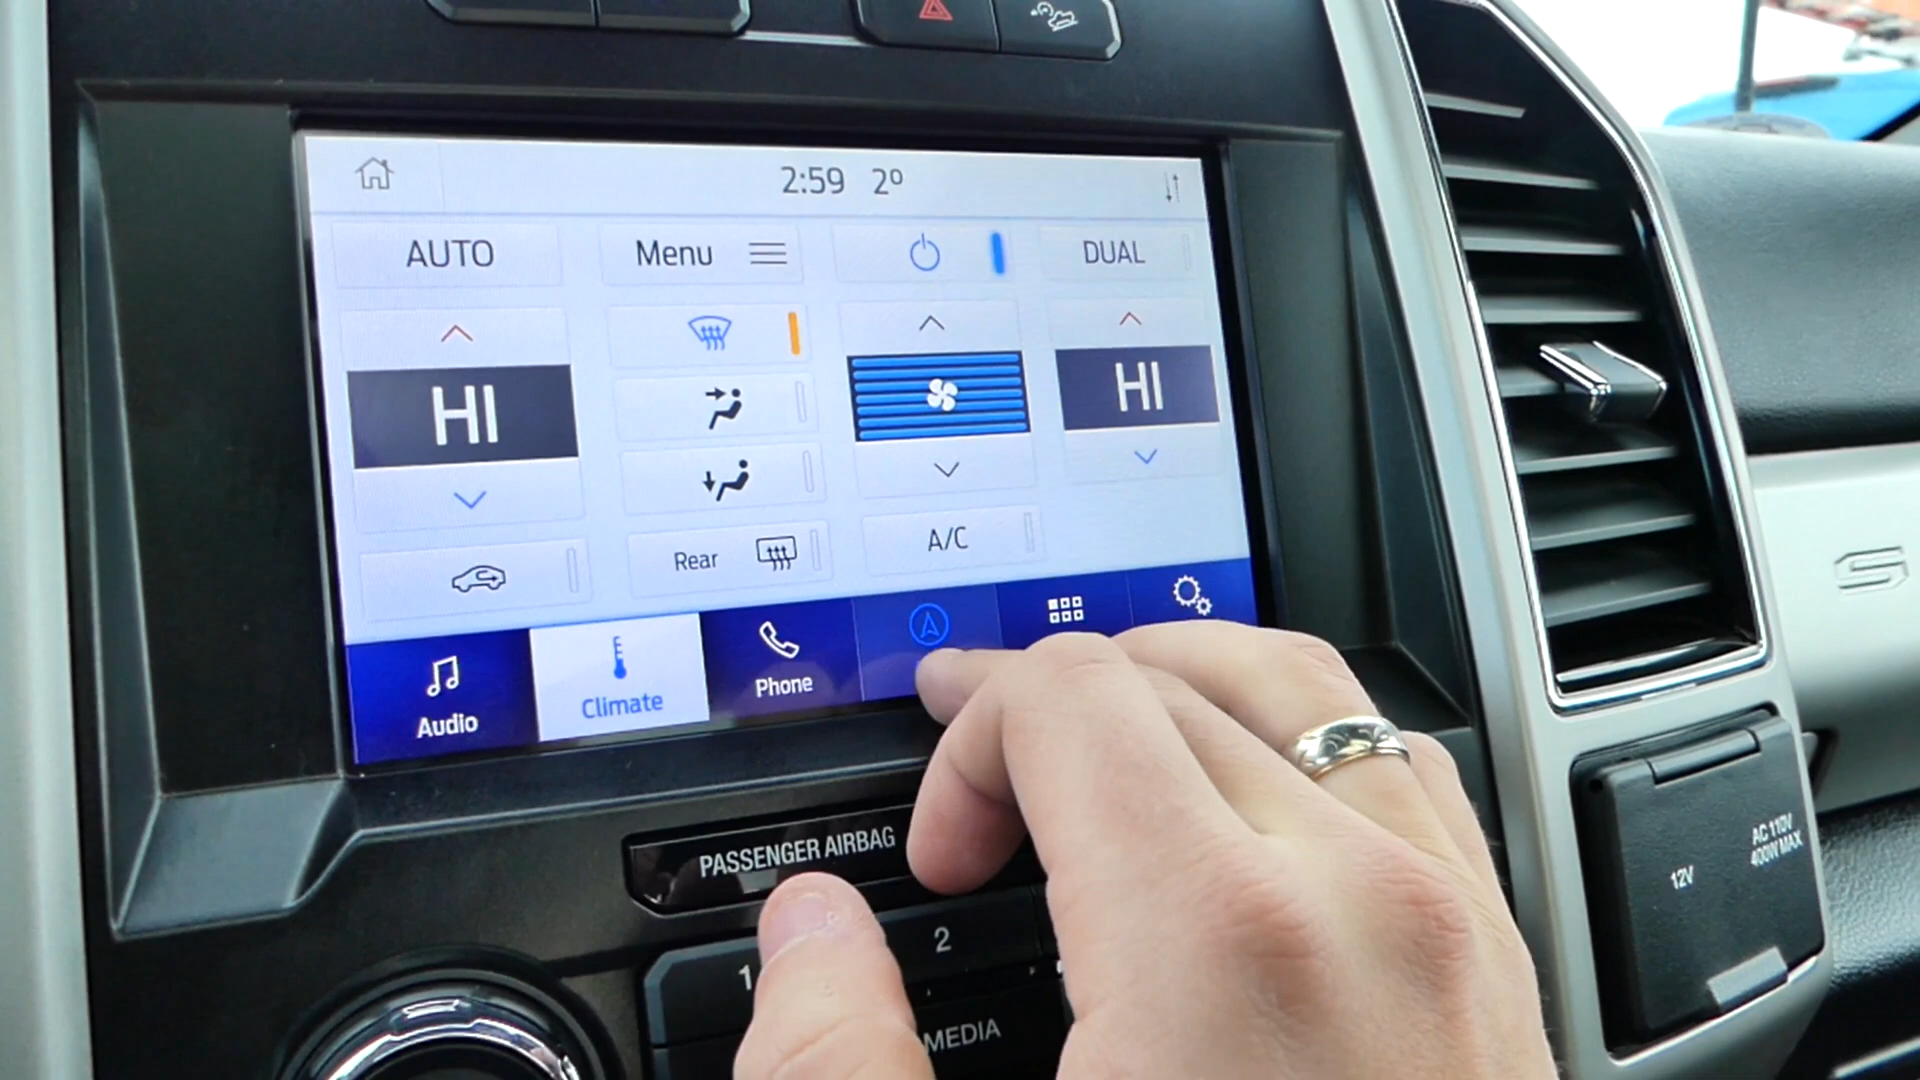 2:59 2°
AUTO Menu DUAL
HI HI
Rear A/C
Audio Climate Phone
PASSENGER AIRBAG
1 2
MEDIA
12V AC 110V
400W MAX
S